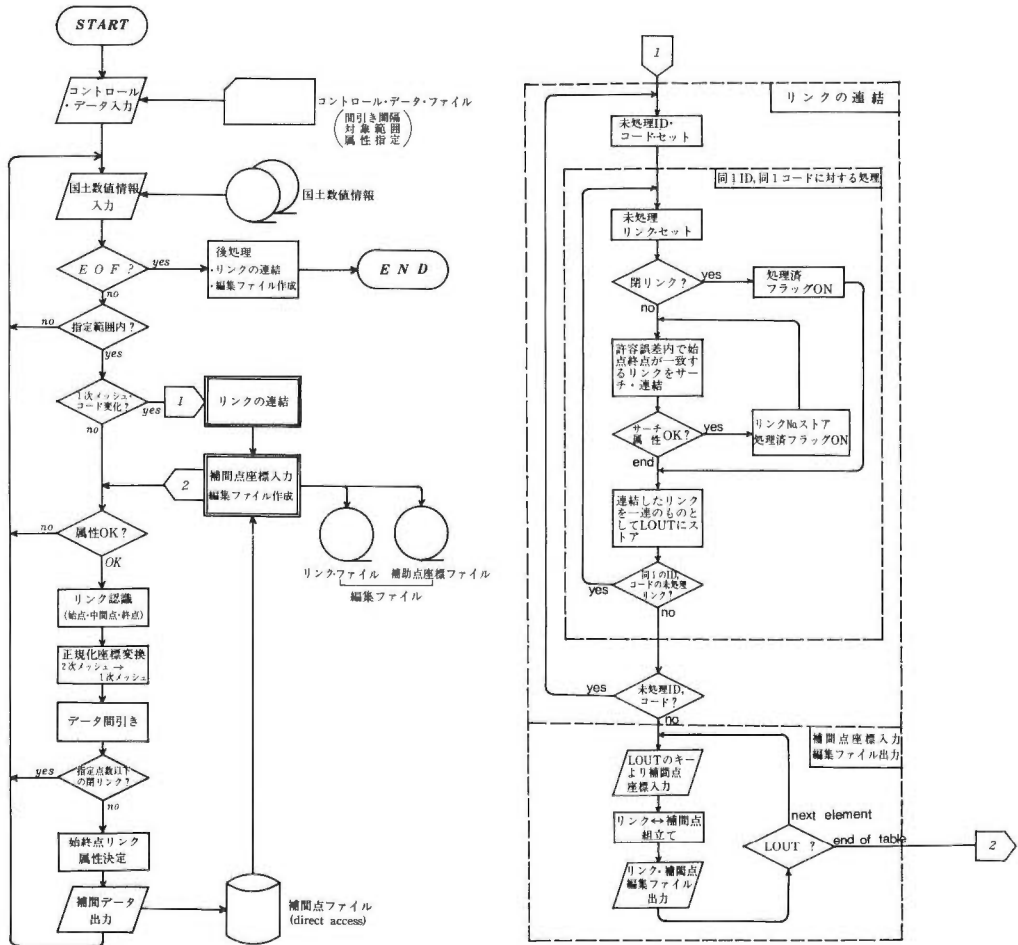 START
コントロール
・データ入力
コントロール・データ・ファイル
間引き間隔
対象範囲
属性指定
国土数値情報
入力
国土数値情報
EOF?
yes
後処理
・リンクの連結
・編集ファイル作成
END
no
指定範囲内?
no
yes
1次メッシュ・
コード変化?
yes
1
リンクの連結
no
2
補間点座標入力
編集ファイル作成
属性OK?
no
OK
リンク・ファイル
補助点座標ファイル
編集ファイル
リンク認識
(始点・中間点・終点)
正規化座標変換
2次メッシュ→
1次メッシュ
データ間引き
指定点数以下
の閉リンク?
yes
no
始終点リンク
属性決定
補間データ
出力
補間点ファイル
(direct access)
1
リンクの連結
未処理ID・
コード・セット
同1ID,同1コードに対する処理
未処理
リンク・セット
閉リンク?
yes
処理済
フラッグON
no
許容誤差内で始
点終点が一致す
るリンクをサー
チ・連結
サーチ
属性OK?
yes
リンクNaストア
処理済フラッグON
end
連結したリンク
を一連のものと
してLOUTにス
トア
同1のID,
コードの未処理
リンク?
yes
no
未処理ID,
コード?
yes
no
補間点座標入力
編集ファイル出力
LOUTのキー
より補間点
座標入力
リンク↔補間点
組立て
リンク・補間点
編集ファイル
出力
next element
LOUT?
end of table
2